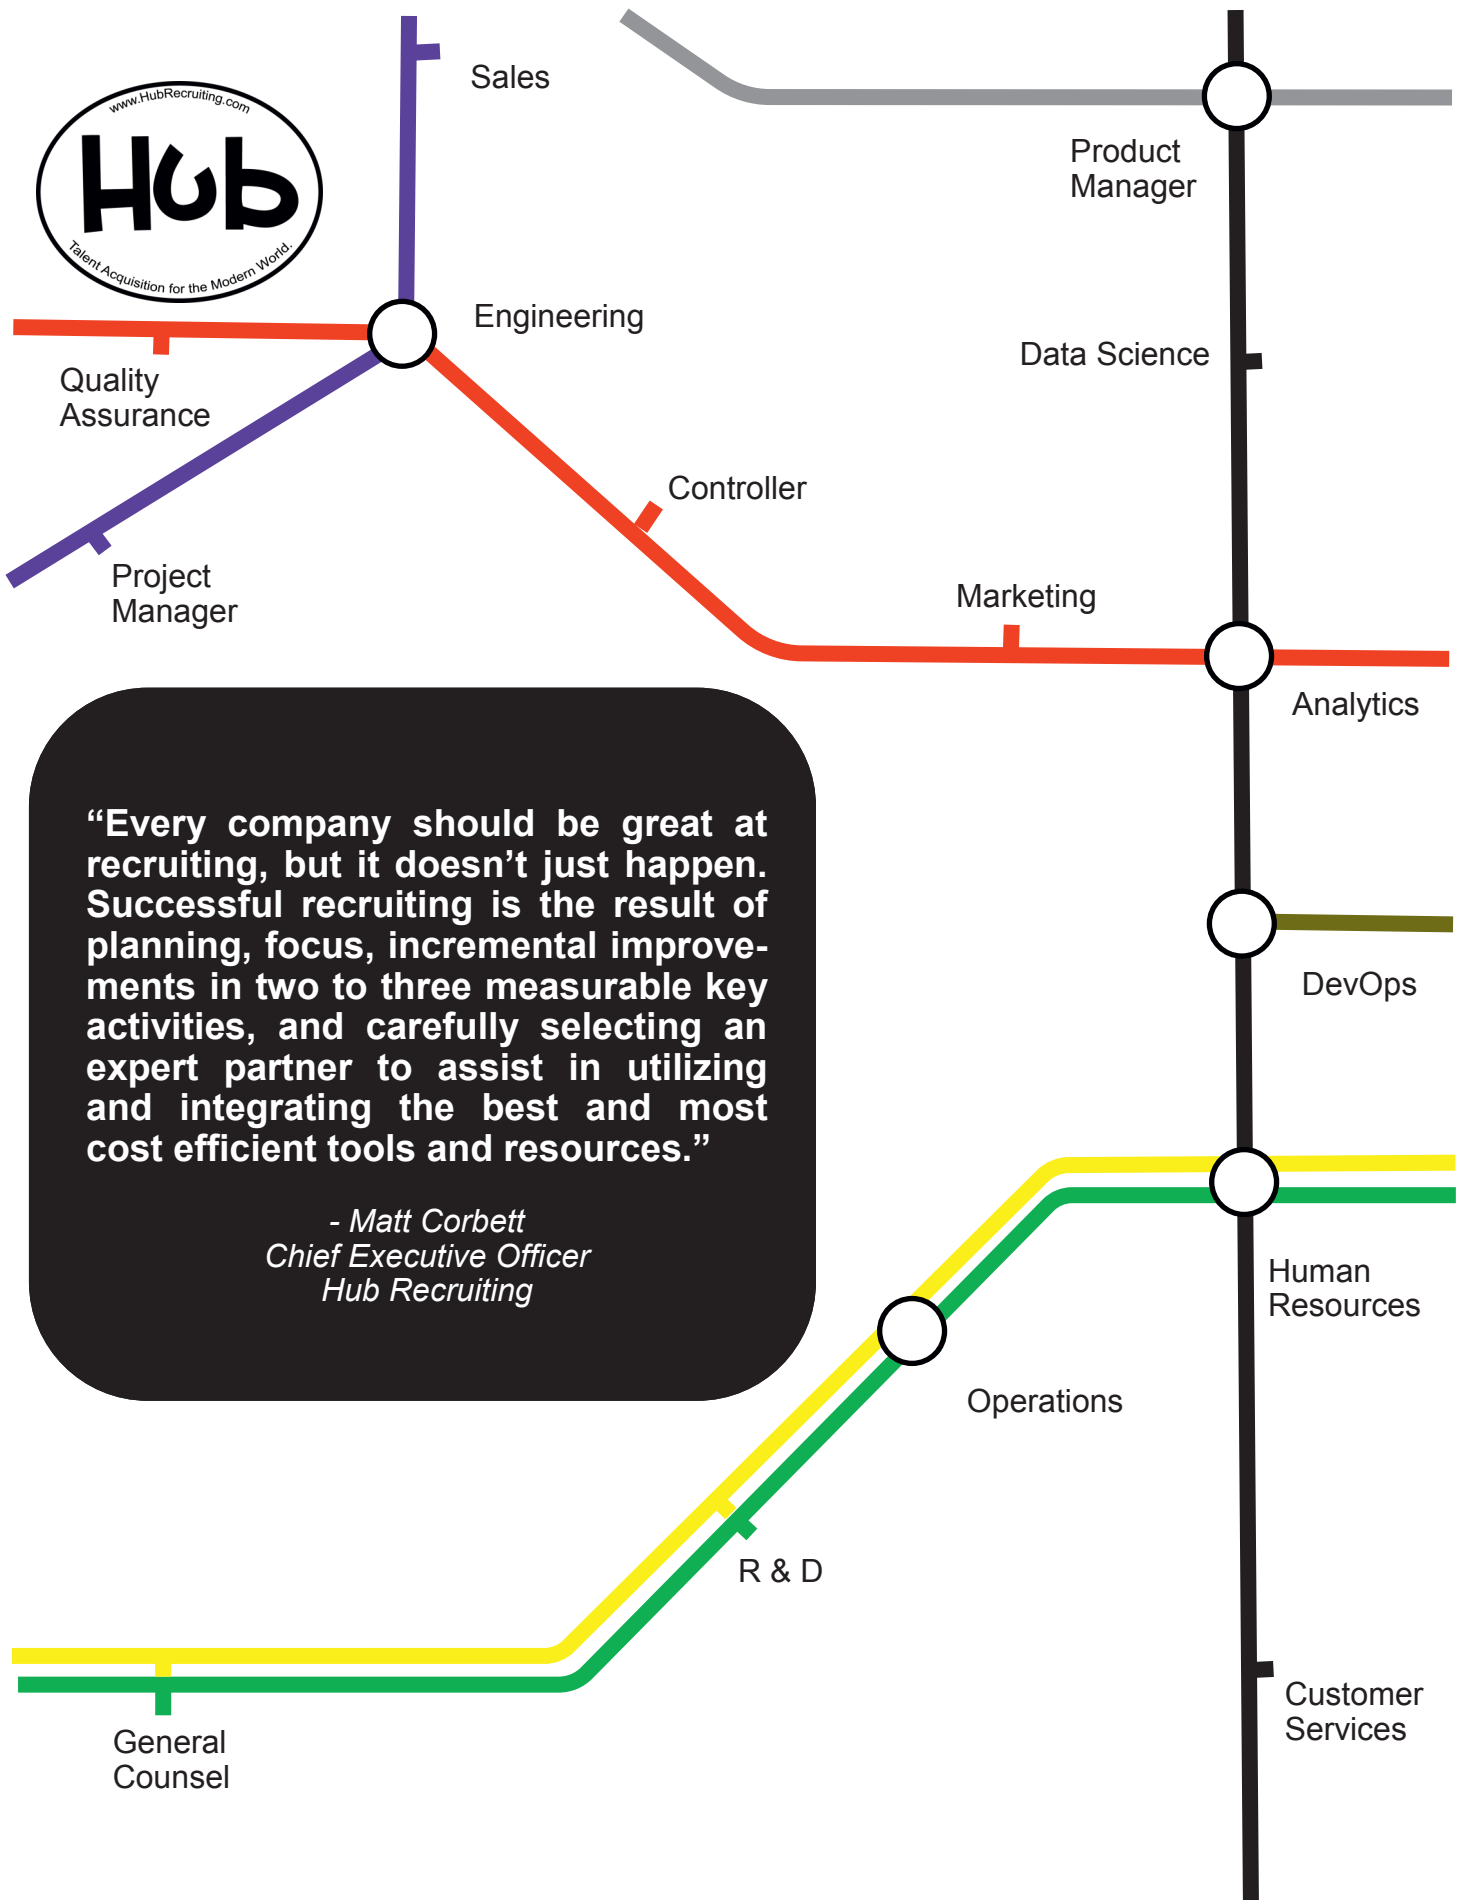 Sales
www.HubRecruiting.com
Hub
Talent Acquisition for the Modern World.
Product
Manager
Engineering
Data Science
Quality
Assurance
Controller
Project
Manager
Marketing
Analytics
“Every company should be great at
recruiting, but it doesn’t just happen.
Successful recruiting is the result of
planning, focus, incremental improve-
ments in two to three measurable key
activities, and carefully selecting an
expert partner to assist in utilizing
and integrating the best and most
cost efficient tools and resources.”
- Matt Corbett
Chief Executive Officer
Hub Recruiting
DevOps
Human
Resources
Operations
R & D
Customer
Services
General
Counsel